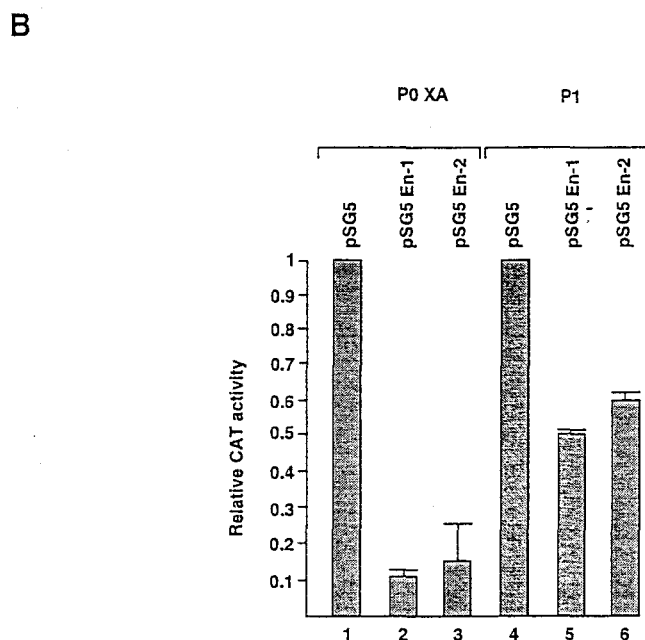 B
P0 XA
P1
pSG5
pSG5 En-1
pSG5 En-2
pSG5
pSG5 En-1
pSG5 En-2
Relative CAT activity
1
0.9
0.8
0.7
0.6
0.5
0.4
0.3
0.2
0.1
1 2 3 4 5 6